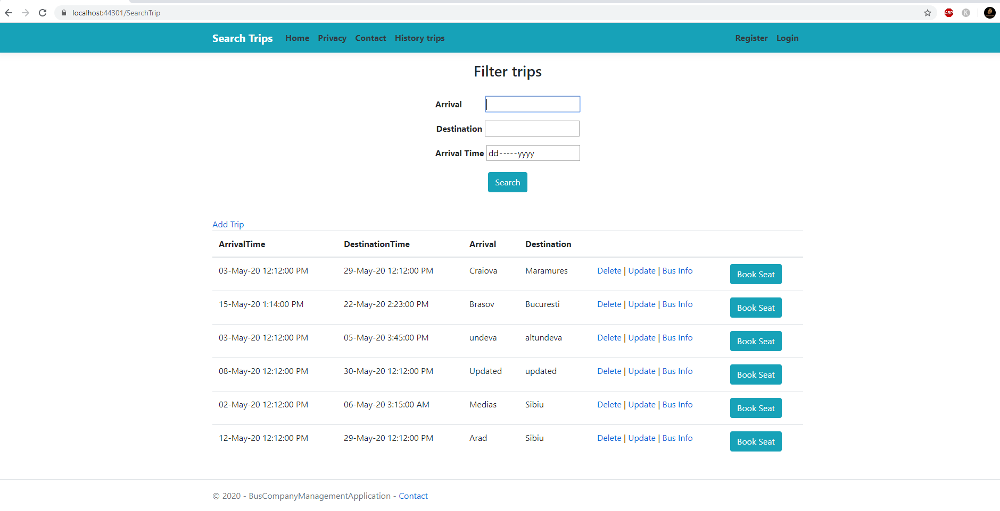 localhost:44301/SearchTrip
ABP
K
Search Trips Home Privacy Contact History trips Register Login
Filter trips
Arrival
Destination
Arrival Time dd-----yyyy
Search
Add Trip
ArrivalTime DestinationTime Arrival Destination
03-May-20 12:12:00 PM 29-May-20 12:12:00 PM Craiova Maramures Delete | Update | Bus Info Book Seat
15-May-20 1:14:00 PM 22-May-20 2:23:00 PM Brasov Bucuresti Delete | Update | Bus Info Book Seat
03-May-20 12:12:00 PM 05-May-20 3:45:00 PM undeva altundeva Delete | Update | Bus Info Book Seat
08-May-20 12:12:00 PM 30-May-20 12:12:00 PM Updated updated Delete | Update | Bus Info Book Seat
02-May-20 12:12:00 PM 06-May-20 3:15:00 AM Medias Sibiu Delete | Update | Bus Info Book Seat
12-May-20 12:12:00 PM 29-May-20 12:12:00 PM Arad Sibiu Delete | Update | Bus Info Book Seat
© 2020 - BusCompanyManagementApplication - Contact